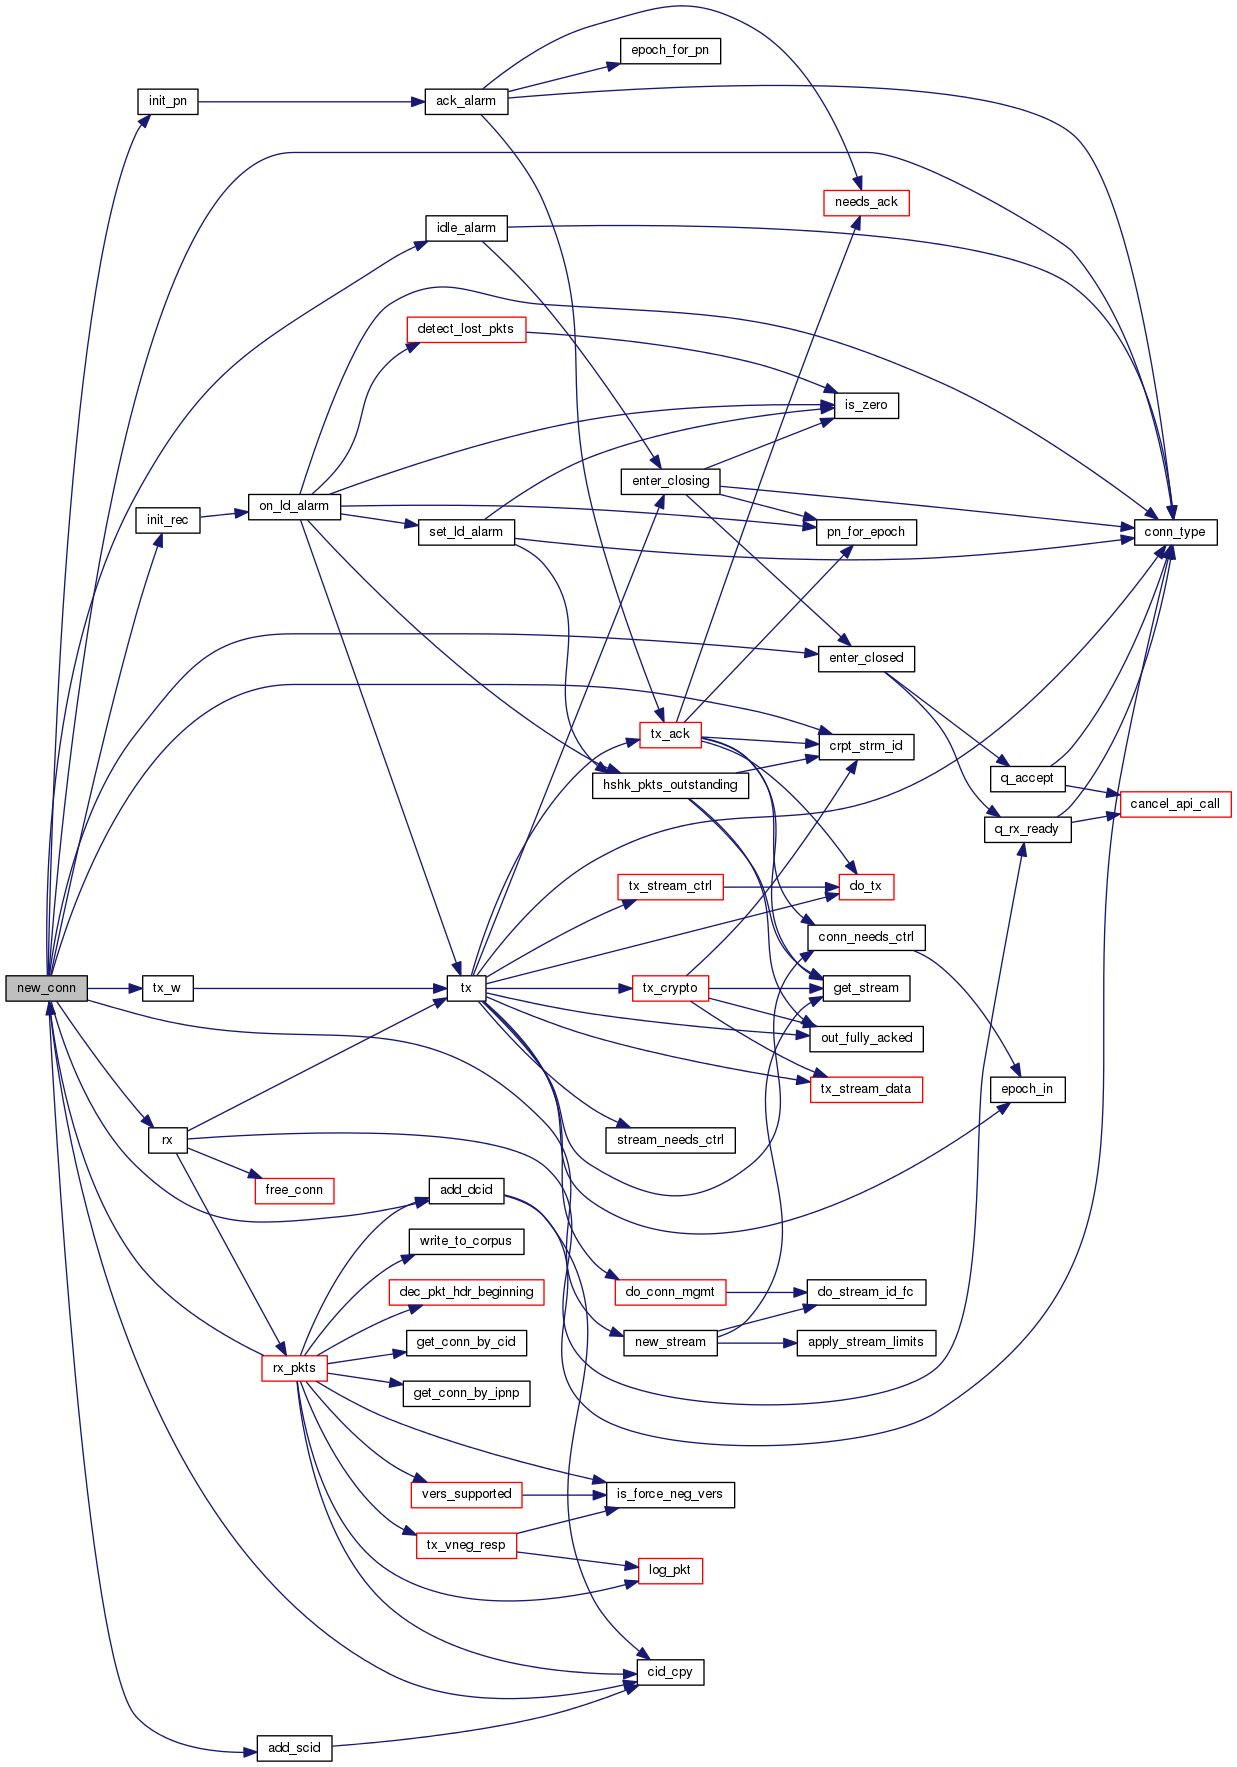 epoch_for_pn
init_pn
ack_alarm
needs_ack
idle_alarm
detect_lost_pkts
is_zero
enter_closing
on_ld_alarm
init_rec
set_ld_alarm
pn_for_epoch
conn_type
enter_closed
tx_ack
crpt_strm_id
q_accept
hshk_pkts_outstanding
cancel_api_call
q_rx_ready
tx_stream_ctrl
do_tx
conn_needs_ctrl
new_conn
tx_w
tx
tx_crypto
get_stream
out_fully_acked
tx_stream_data
epoch_in
rx
stream_needs_ctrl
free_conn
add_dcid
write_to_corpus
dec_pkt_hdr_beginning
do_conn_mgmt
do_stream_id_fc
get_conn_by_cid
new_stream
apply_stream_limits
rx_pkts
get_conn_by_ipnp
vers_supported
is_force_neg_vers
tx_vneg_resp
log_pkt
cid_cpy
add_scid